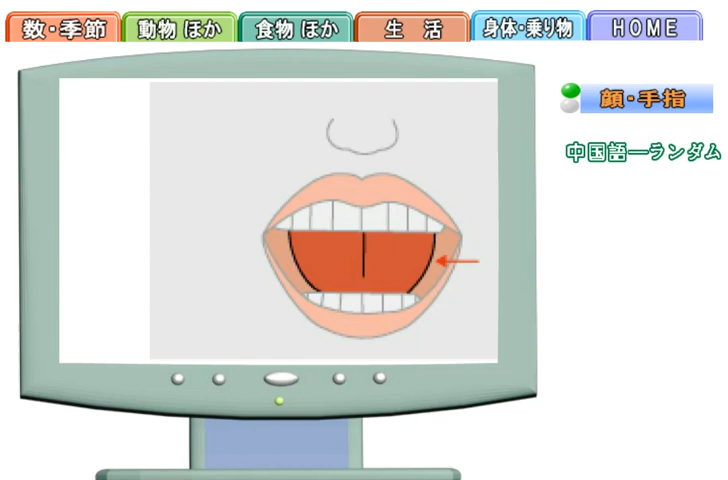 数・季節
動物 ほか
食物 ほか
生 活
身体・乗り物
HOME
顔・手指
中国語―ランダム